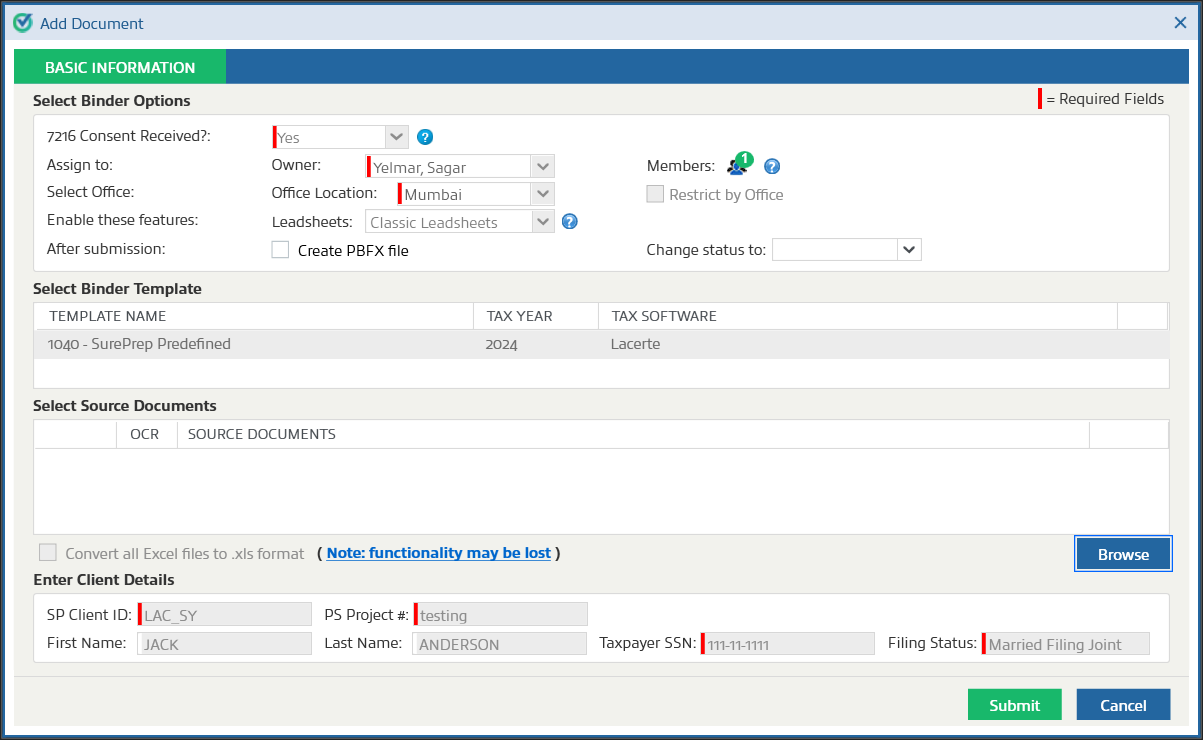 Add Document
BASIC INFORMATION
Select Binder Options
= Required Fields
7216 Consent Received?: Yes ?
Assign to: Owner: Yelmar, Sagar Members: 1 ?
Select Office: Office Location: Mumbai Restrict by Office
Enable these features: Leadsheets: Classic Leadsheets ?
After submission: Create PBFX file Change status to:
Select Binder Template
TEMPLATE NAME TAX YEAR TAX SOFTWARE
1040 - SurePrep Predefined 2024 Lacerte
Select Source Documents
OCR SOURCE DOCUMENTS
Convert all Excel files to .xls format ( Note: functionality may be lost ) Browse
Enter Client Details
SP Client ID: LAC_SY PS Project #: testing
First Name: JACK Last Name: ANDERSON Taxpayer SSN: 111-11-1111 Filing Status: Married Filing Joint
Submit Cancel